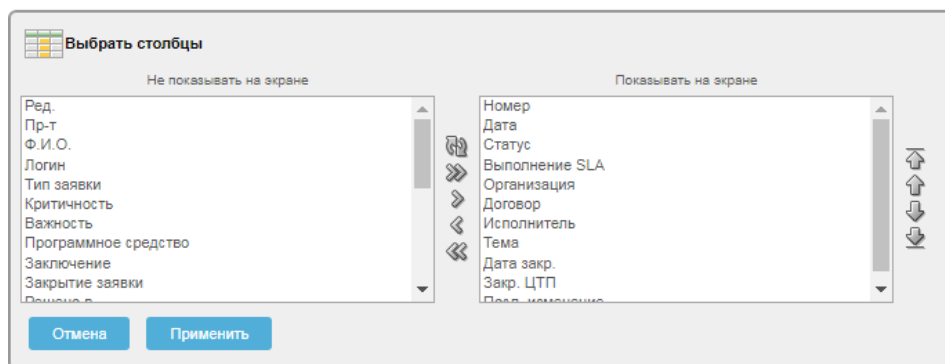 Выбрать столбцы
Не показывать на экране
Ред.
Пр-т
Ф.И.О.
Логин
Тип заявки
Критичность
Важность
Программное средство
Заключение
Закрытие заявки
Показывать на экране
Номер
Дата
Статус
Выполнение SLA
Организация
Договор
Исполнитель
Тема
Дата закр.
Закр. ЦТП
Отмена
Применить